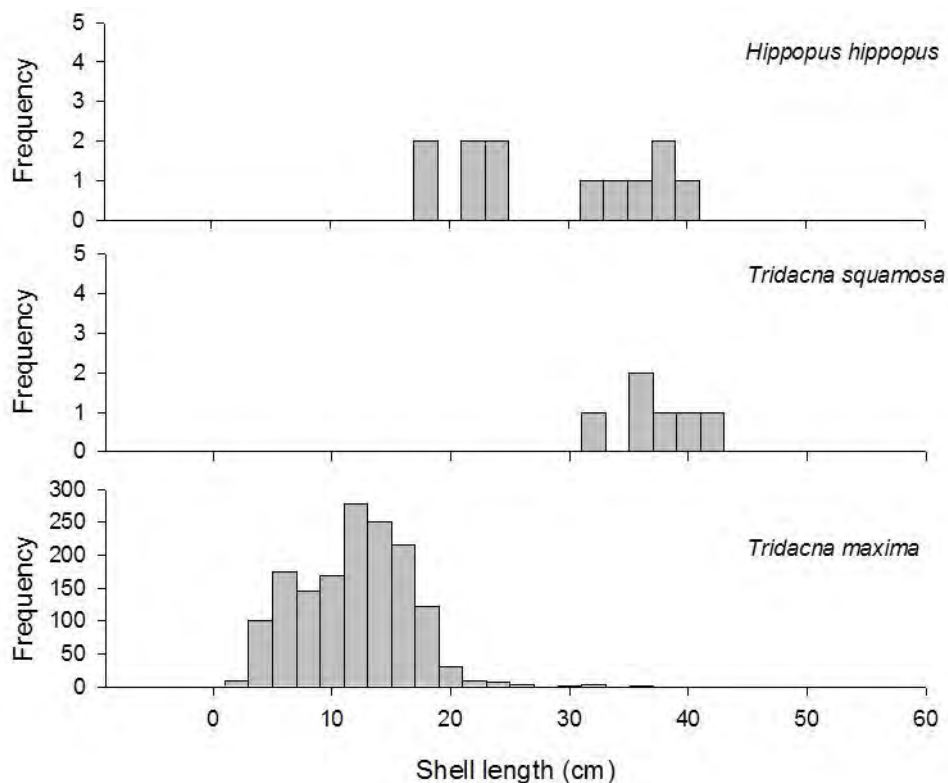 5
4
3
2
1
0
Frequency
Hippopus hippopus
5
4
3
2
1
0
Frequency
Tridacna squamosa
300
250
200
150
100
50
0
Frequency
Tridacna maxima
0 10 20 30 40 50 60
Shell length (cm)